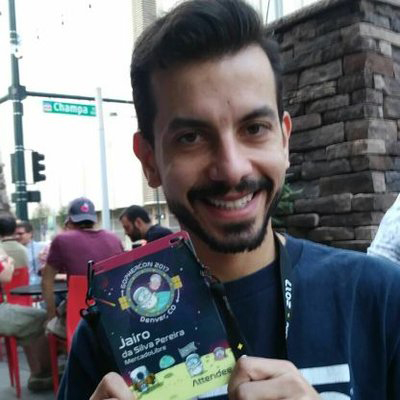 Champa
GOPHERCON 2017
Denver, CO
Jairo
da Silva Pereira
MercadoLibre
Attendee
2017